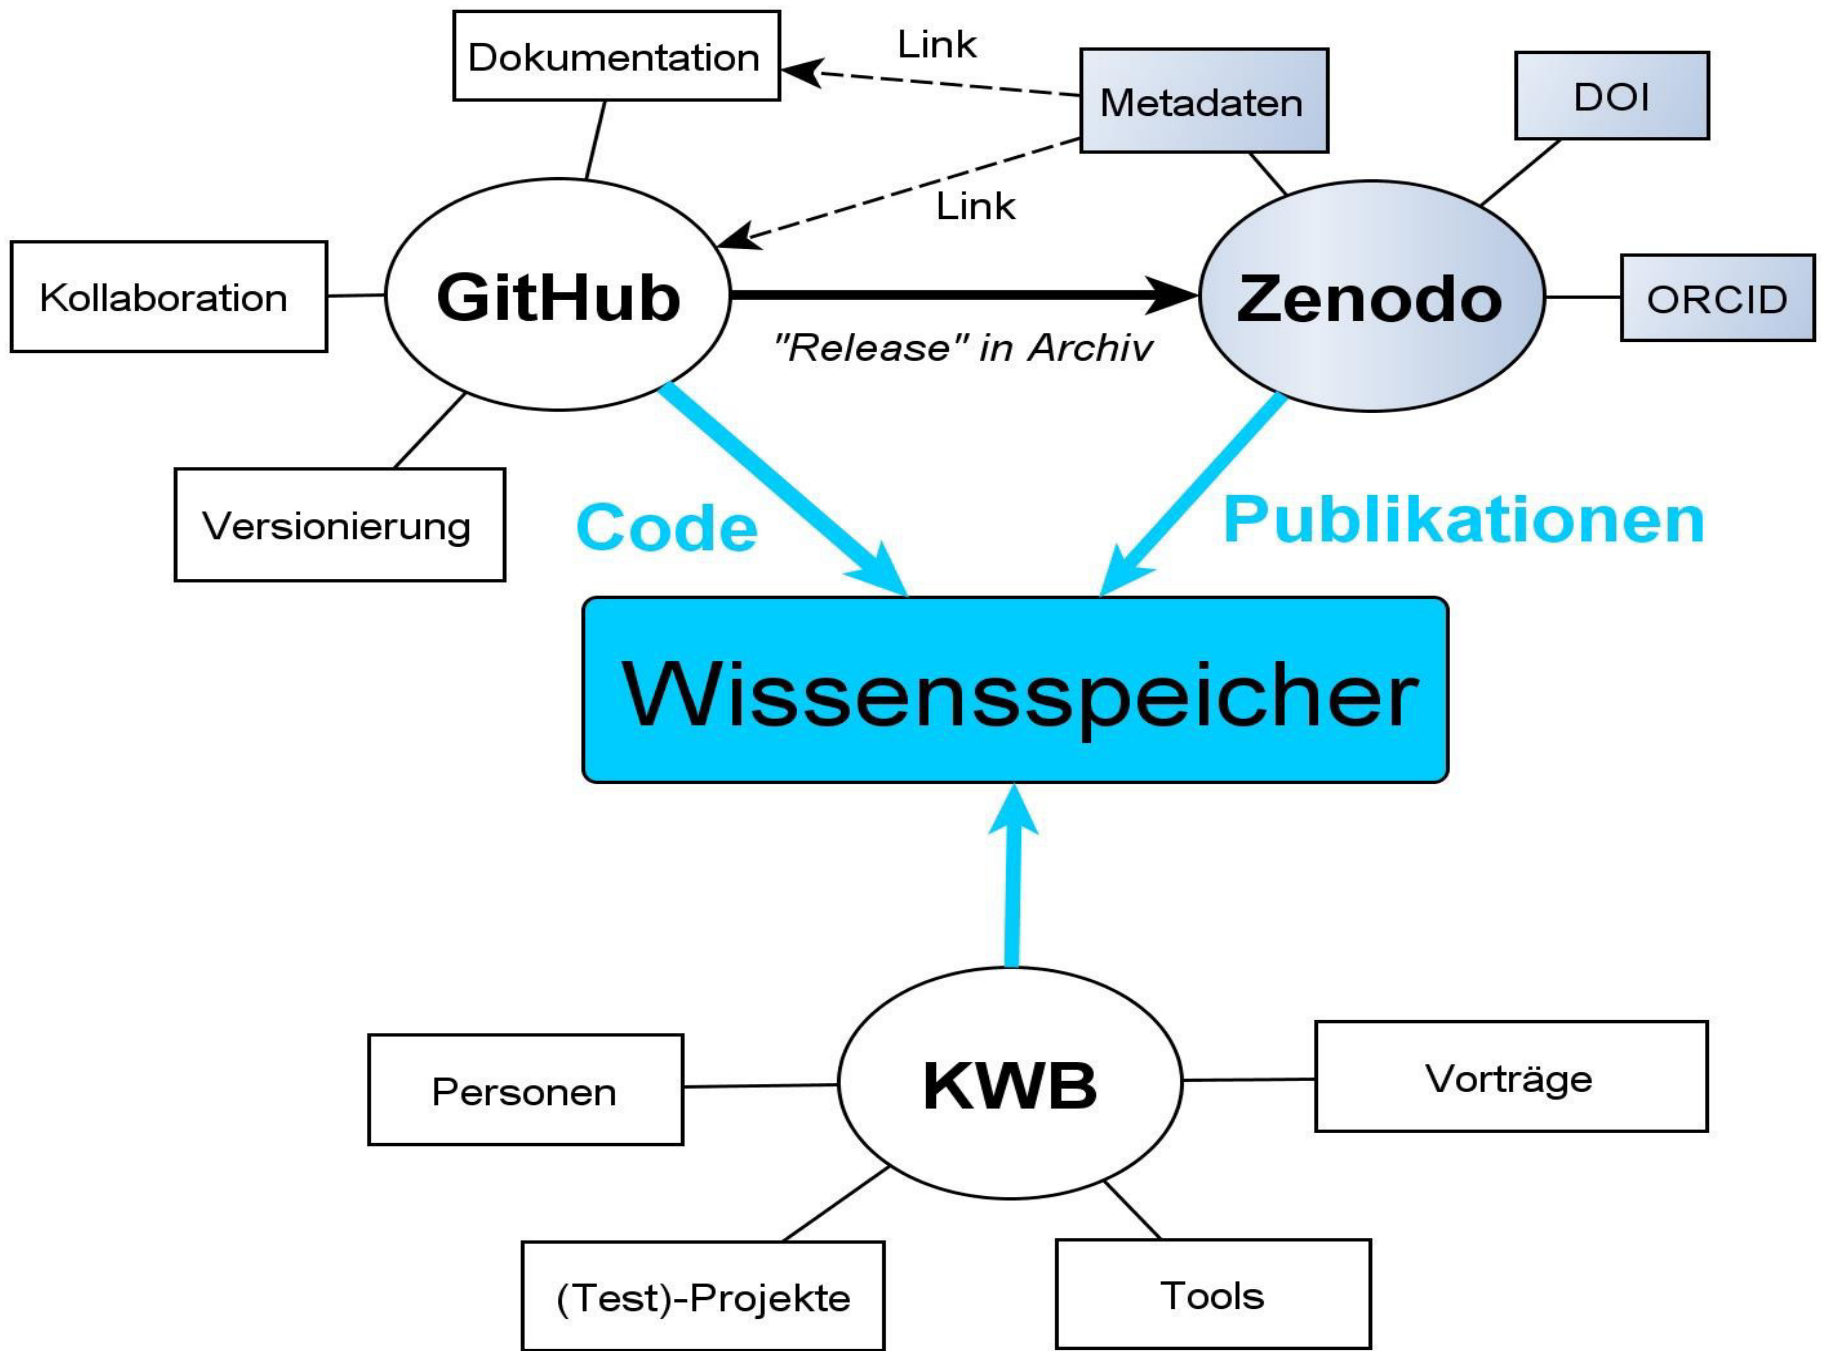 Dokumentation
Link
Metadaten
DOI
Link
Kollaboration
GitHub
Zenodo
ORCID
"Release" in Archiv
Versionierung
Code
Publikationen
Wissensspeicher
Personen
KWB
Vorträge
(Test)-Projekte
Tools